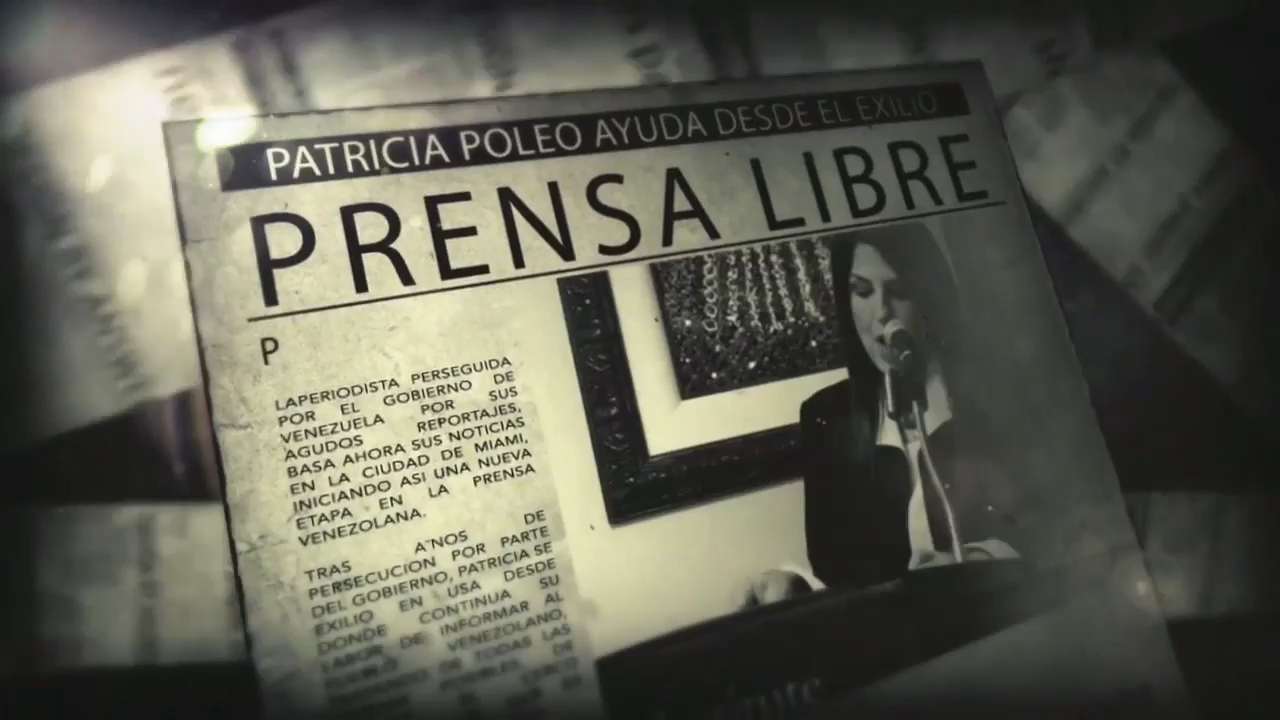 PATRICIA POLEO AYUDA DESDE EL EXILIO
PRENSA LIBRE
P
LAPERIODISTA PERSEGUIDA
POR EL GOBIERNO DE
VENEZUELA POR SUS
AGUDOS REPORTAJES,
BASA AHORA SUS NOTICIAS
EN LA CIUDAD DE MIAMI,
INICIANDO ASI UNA NUEVA
ETAPA EN LA PRENSA
VENEZOLANA.
TRAS A˜NOS DE
PERSECUCION POR PARTE
DEL GOBIERNO, PATRICIA SE
EXILIO EN USA DESDE
DONDE CONTINUA SU
LABOR DE INFORMAR AL
PUEBLO VENEZOLANO,
DE TODAS LAS